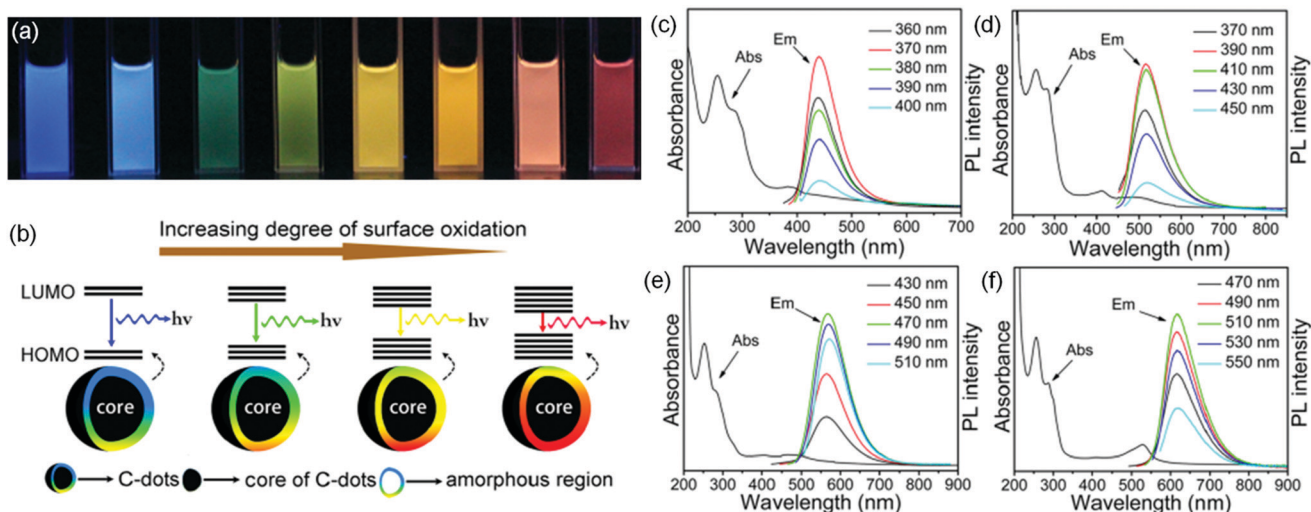 (a)
(b)
Increasing degree of surface oxidation
LUMO
hν
hν
hν
hν
HOMO
core
core
core
core
C-dots
core of C-dots
amorphous region
(c)
Absorbance
PL intensity
Abs
Em
360 nm
370 nm
380 nm
390 nm
400 nm
200 300 400 500 600 700
Wavelength (nm)
(d)
Absorbance
PL intensity
Abs
Em
370 nm
390 nm
410 nm
430 nm
450 nm
200 300 400 500 600 700 800
Wavelength (nm)
(e)
Absorbance
PL intensity
Abs
Em
430 nm
450 nm
470 nm
490 nm
510 nm
200 300 400 500 600 700 800 900
Wavelength (nm)
(f)
Absorbance
PL intensity
Abs
Em
470 nm
490 nm
510 nm
530 nm
550 nm
200 300 400 500 600 700 800 900
Wavelength (nm)